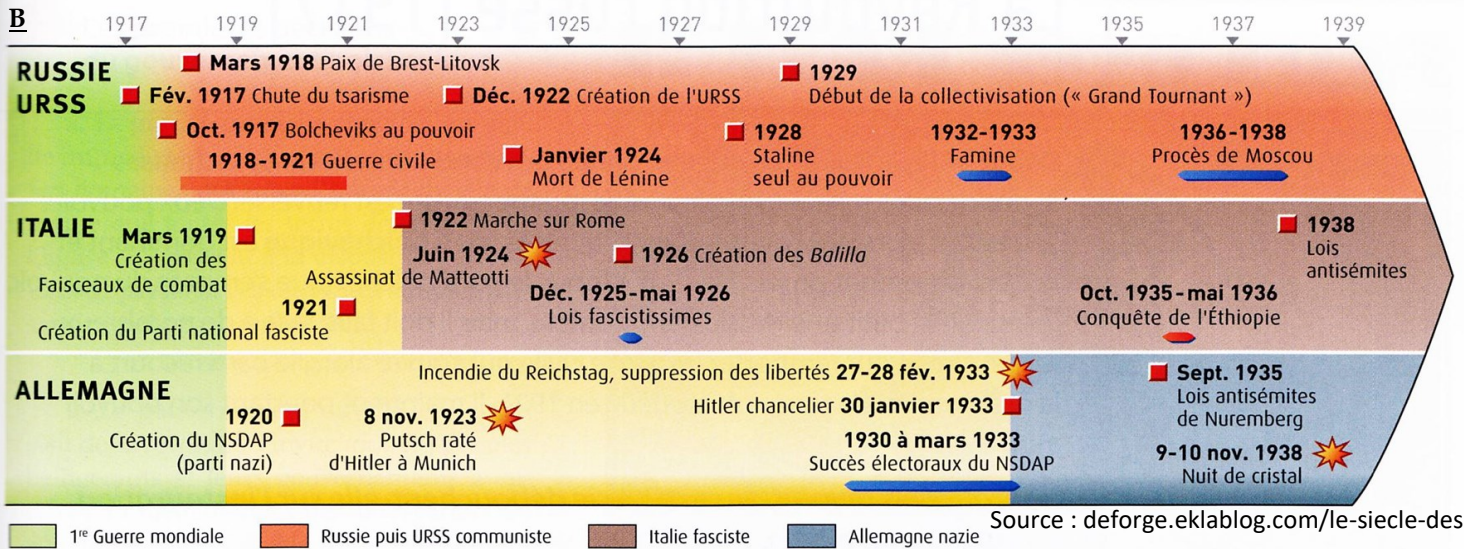 B
1917 1919 1921 1923 1925 1927 1929 1931 1933 1935 1937 1939
RUSSIE
URSS
Mars 1918 Paix de Brest-Litovsk
Fév. 1917 Chute du tsarisme
Oct. 1917 Bolcheviks au pouvoir
1918-1921 Guerre civile
Déc. 1922 Création de l'URSS
Janvier 1924
Mort de Lénine
1929
Début de la collectivisation (« Grand Tournant »)
1928
Staline
seul au pouvoir
1932-1933
Famine
1936-1938
Procès de Moscou
ITALIE
Mars 1919
Création des
Faisceaux de combat
1921
Création du Parti national fasciste
1922 Marche sur Rome
Juin 1924
Assassinat de Matteotti
1926 Création des Balilla
Déc. 1925-mai 1926
Lois fascistissimes
Oct. 1935-mai 1936
Conquête de l'Éthiopie
1938
Lois
antisémites
ALLEMAGNE
1920
Création du NSDAP
(parti nazi)
8 nov. 1923
Putsch raté
d'Hitler à Munich
Incendie du Reichstag, suppression des libertés 27-28 fév. 1933
Hitler chancelier 30 janvier 1933
1930 à mars 1933
Succès électoraux du NSDAP
Sept. 1935
Lois antisémites
de Nuremberg
9-10 nov. 1938
Nuit de cristal
Source : deforge.eklablog.com/le-siecle-des
1re Guerre mondiale
Russie puis URSS communiste
Italie fasciste
Allemagne nazie